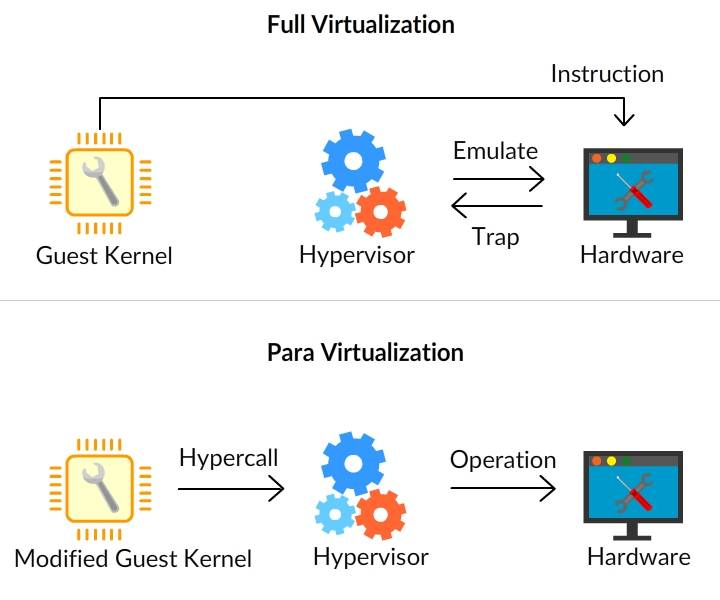 Full Virtualization
Instruction
Emulate
Trap
Guest Kernel
Hypervisor
Hardware
Para Virtualization
Hypercall
Operation
Modified Guest Kernel
Hypervisor
Hardware